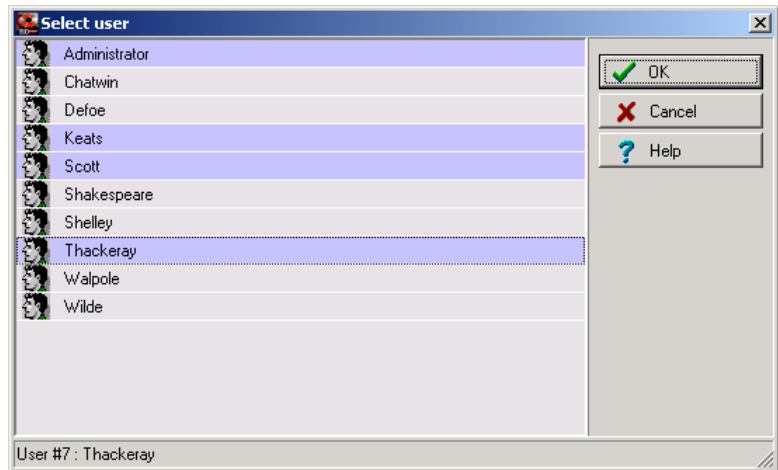 Select user
Administrator
Chatwin
Defoe
Keats
Scott
Shakespeare
Shelley
Thackeray
Walpole
Wilde
OK
Cancel
Help
User #7 : Thackeray